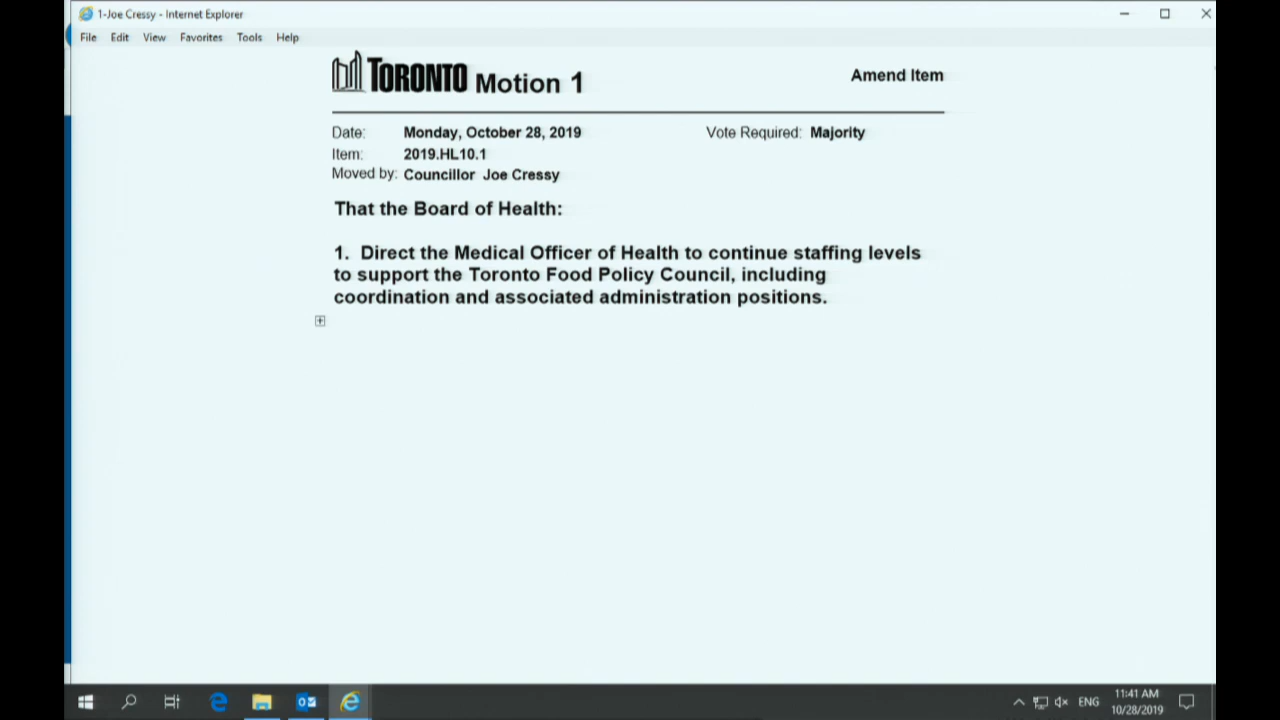 1-Joe Cressy - Internet Explorer
File Edit View Favorites Tools Help
TORONTO Motion 1
Amend Item
Date: Monday, October 28, 2019 Vote Required: Majority
Item: 2019.HL10.1
Moved by: Councillor Joe Cressy
That the Board of Health:
1. Direct the Medical Officer of Health to continue staffing levels
to support the Toronto Food Policy Council, including
coordination and associated administration positions.
ENG
11:41 AM
10/28/2019